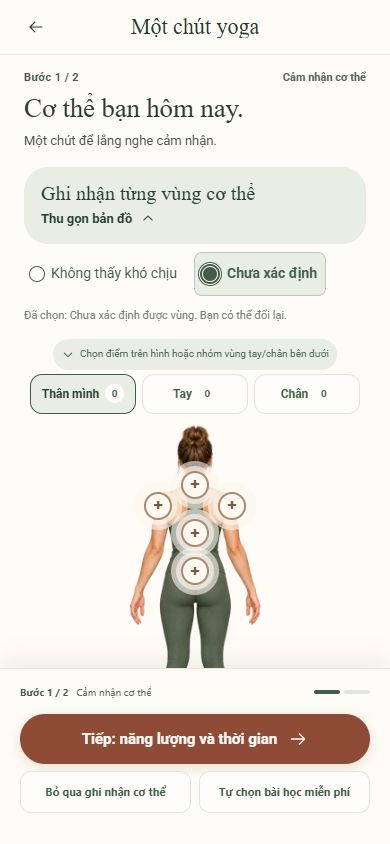 Một chút yoga
Bước 1 / 2
Cảm nhận cơ thể
Cơ thể bạn hôm nay.
Một chút để lắng nghe cảm nhận.
Ghi nhận từng vùng cơ thể
Thu gọn bản đồ
Không thấy khó chịu
Chưa xác định
Đã chọn: Chưa xác định được vùng. Bạn có thể đổi lại.
Chọn điểm trên hình hoặc nhóm vùng tay/chân bên dưới
Thân mình 0
Tay 0
Chân 0
Bước 1 / 2 Cảm nhận cơ thể
Tiếp: năng lượng và thời gian
Bỏ qua ghi nhận cơ thể
Tự chọn bài học miễn phí